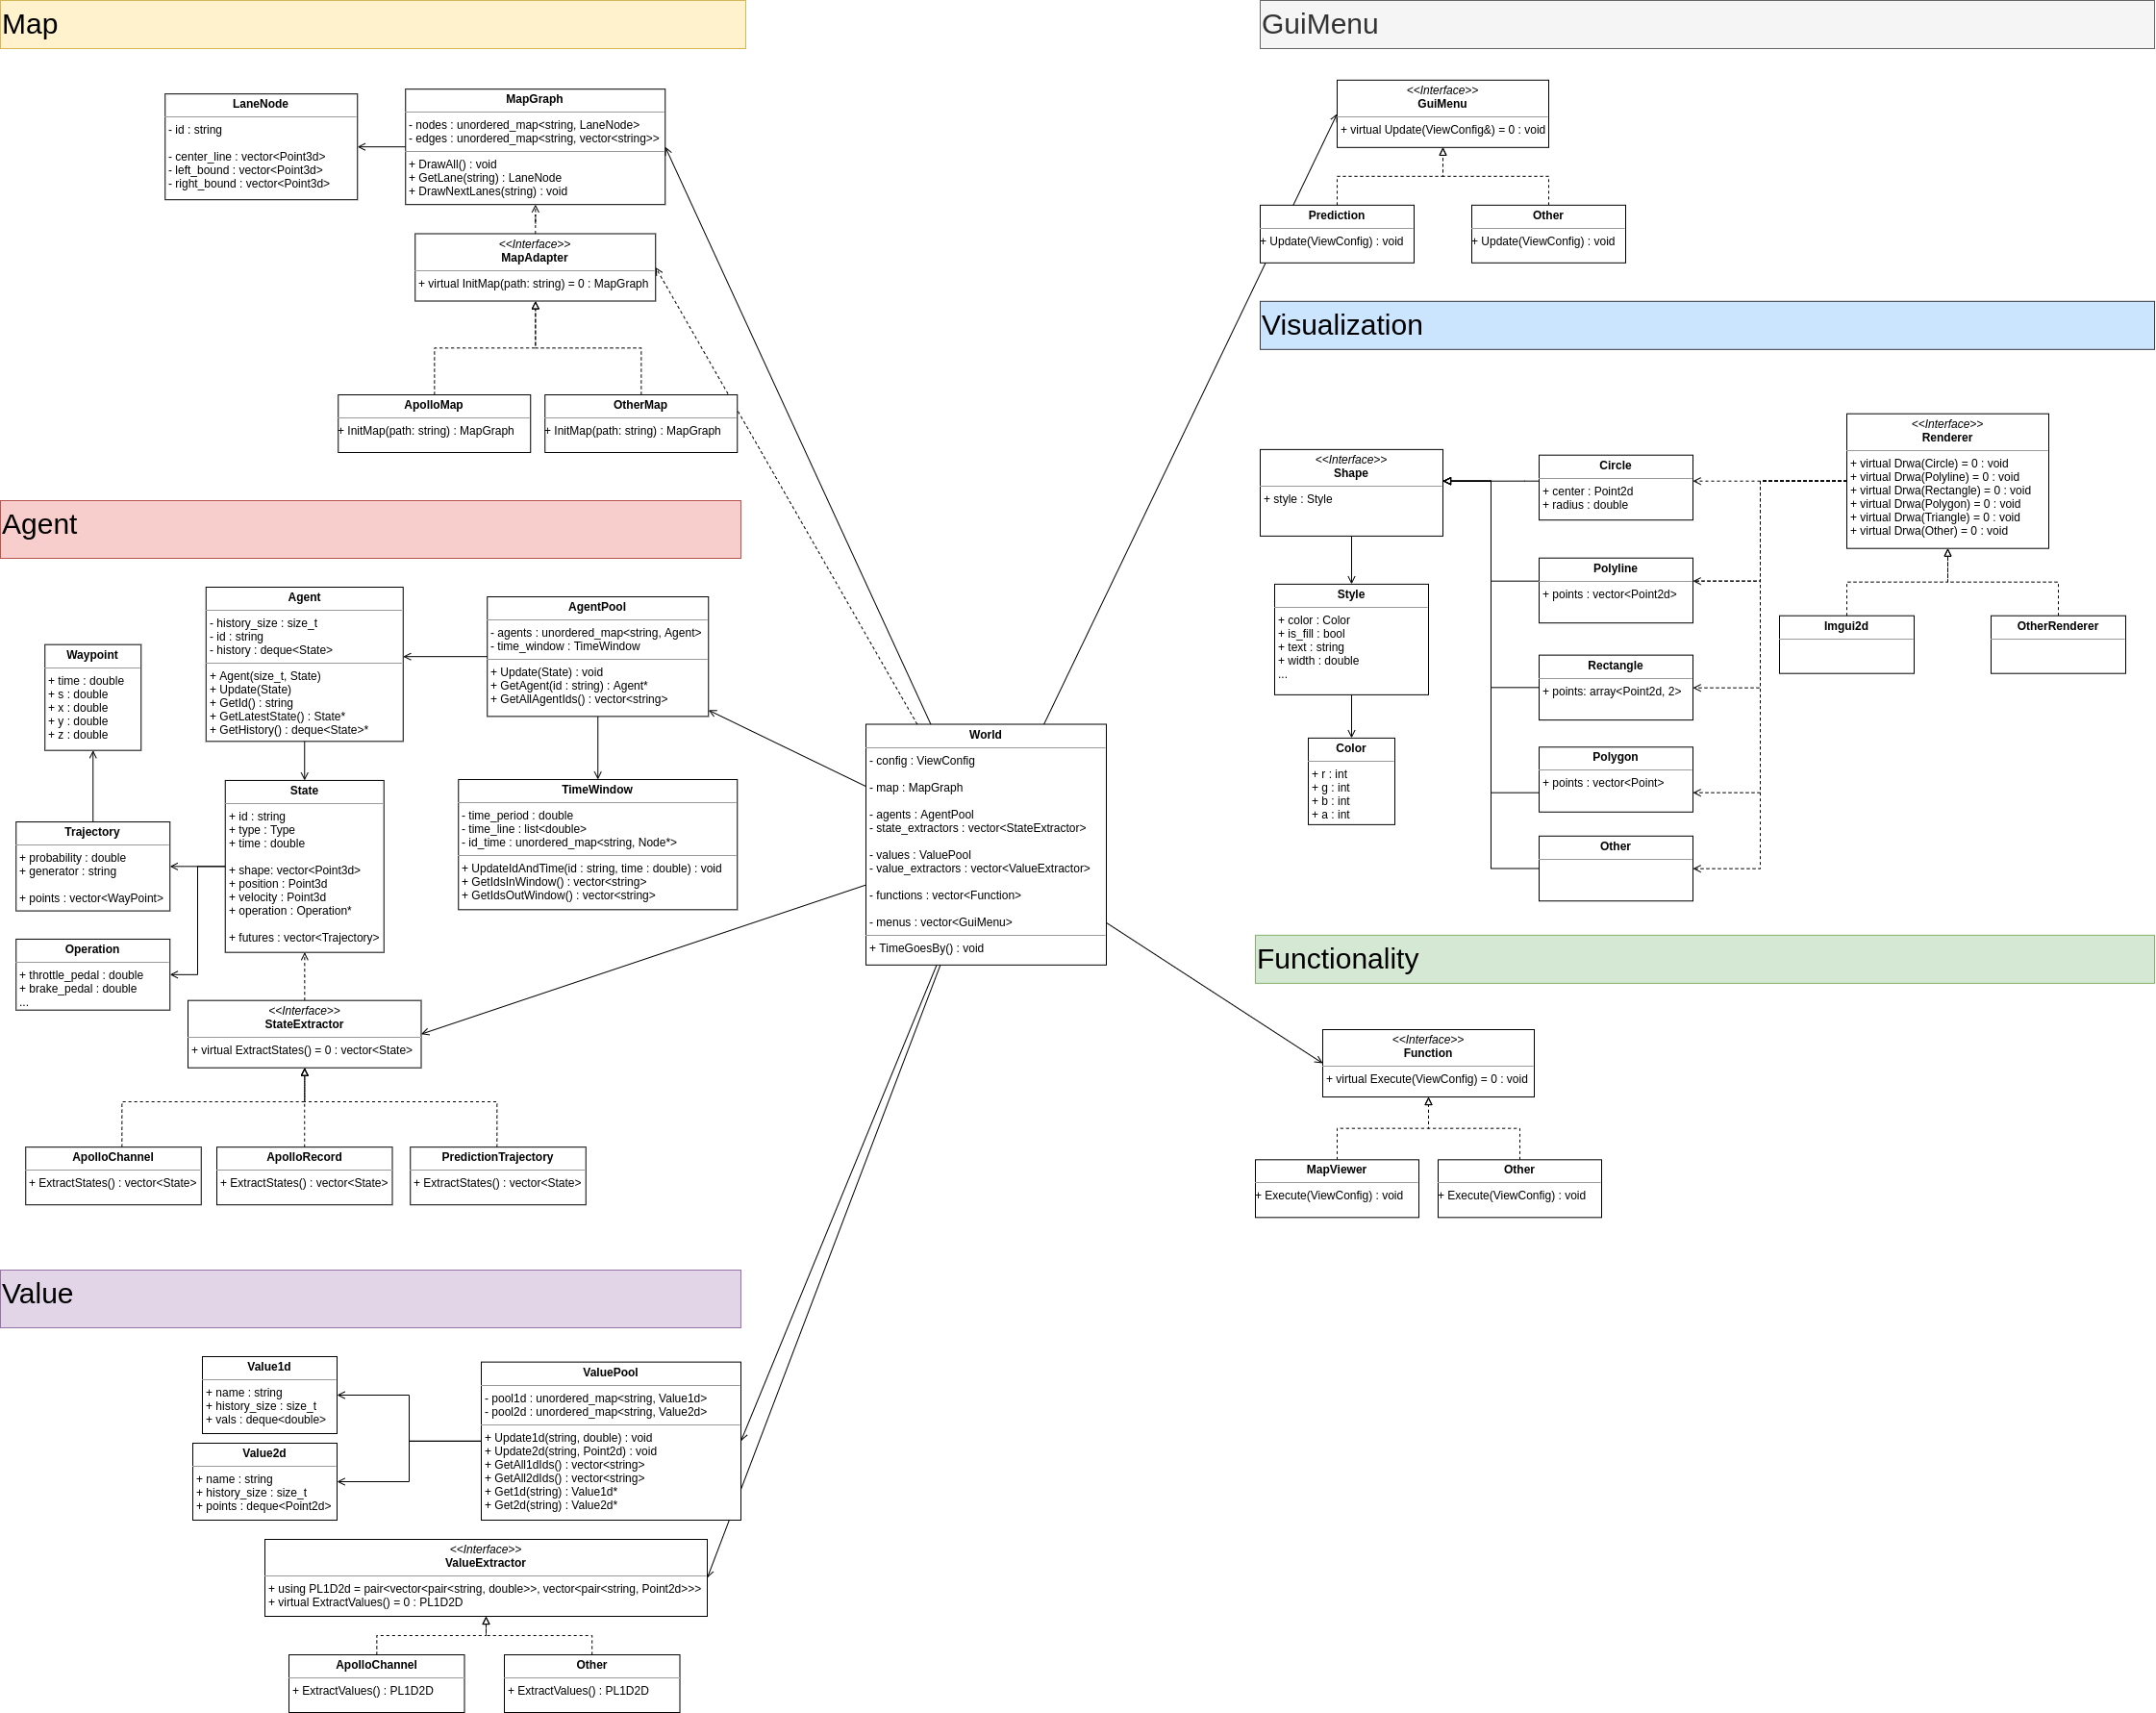 Map
LaneNode
- id : string
- center_line : vector<Point3d>
- left_bound : vector<Point3d>
- right_bound : vector<Point3d>
MapGraph
- nodes : unordered_map<string, LaneNode>
- edges : unordered_map<string, vector<string>>
+ DrawAll() : void
+ GetLane(string) : LaneNode
+ DrawNextLanes(string) : void
<<Interface>>
MapAdapter
+ virtual InitMap(path: string) = 0 : MapGraph
ApolloMap
+ InitMap(path: string) : MapGraph
OtherMap
+ InitMap(path: string) : MapGraph
Agent
Waypoint
+ time : double
+ s : double
+ x : double
+ y : double
+ z : double
Agent
- history_size : size_t
- id : string
- history : deque<State>
+ Agent(size_t, State)
+ Update(State)
+ GetId() : string
+ GetLatestState() : State*
+ GetHistory() : deque<State>*
AgentPool
- agents : unordered_map<string, Agent>
- time_window : TimeWindow
+ Update(State) : void
+ GetAgent(id : string) : Agent*
+ GetAllAgentIds() : vector<string>
Trajectory
+ probability : double
+ generator : string
+ points : vector<WayPoint>
State
+ id : string
+ type : Type
+ time : double
+ shape: vector<Point3d>
+ position : Point3d
+ velocity : Point3d
+ operation : Operation*
+ futures : vector<Trajectory>
TimeWindow
- time_period : double
- time_line : list<double>
- id_time : unordered_map<string, Node*>
+ UpdateIdAndTime(id : string, time : double) : void
+ GetIdsInWindow() : vector<string>
+ GetIdsOutWindow() : vector<string>
Operation
+ throttle_pedal : double
+ brake_pedal : double
...
<<Interface>>
StateExtractor
+ virtual ExtractStates() = 0 : vector<State>
ApolloChannel
+ ExtractStates() : vector<State>
ApolloRecord
+ ExtractStates() : vector<State>
PredictionTrajectory
+ ExtractStates() : vector<State>
Value
Value1d
+ name : string
+ history_size : size_t
+ vals : deque<double>
Value2d
+ name : string
+ history_size : size_t
+ points : deque<Point2d>
ValuePool
- pool1d : unordered_map<string, Value1d>
- pool2d : unordered_map<string, Value2d>
+ Update1d(string, double) : void
+ Update2d(string, Point2d) : void
+ GetAll1dIds() : vector<string>
+ GetAll2dIds() : vector<string>
+ Get1d(string) : Value1d*
+ Get2d(string) : Value2d*
<<Interface>>
ValueExtractor
+ using PL1D2d = pair<vector<pair<string, double>>, vector<pair<string, Point2d>>>
+ virtual ExtractValues() = 0 : PL1D2D
ApolloChannel
+ ExtractValues() : PL1D2D
Other
+ ExtractValues() : PL1D2D
World
- config : ViewConfig
- map : MapGraph
- agents : AgentPool
- state_extractors : vector<StateExtractor>
- values : ValuePool
- value_extractors : vector<ValueExtractor>
- functions : vector<Function>
- menus : vector<GuiMenu>
+ TimeGoesBy() : void
GuiMenu
<<Interface>>
GuiMenu
+ virtual Update(ViewConfig&) = 0 : void
Prediction
+ Update(ViewConfig) : void
Other
+ Update(ViewConfig) : void
Visualization
<<Interface>>
Shape
+ style : Style
Style
+ color : Color
+ is_fill : bool
+ text : string
+ width : double
...
Color
+ r : int
+ g : int
+ b : int
+ a : int
Circle
+ center : Point2d
+ radius : double
Polyline
+ points : vector<Point2d>
Rectangle
+ points: array<Point2d, 2>
Polygon
+ points : vector<Point>
Other
<<Interface>>
Renderer
+ virtual Drwa(Circle) = 0 : void
+ virtual Drwa(Polyline) = 0 : void
+ virtual Drwa(Rectangle) = 0 : void
+ virtual Drwa(Polygon) = 0 : void
+ virtual Drwa(Triangle) = 0 : void
+ virtual Drwa(Other) = 0 : void
Imgui2d
OtherRenderer
Functionality
<<Interface>>
Function
+ virtual Execute(ViewConfig) = 0 : void
MapViewer
+ Execute(ViewConfig) : void
Other
+ Execute(ViewConfig) : void